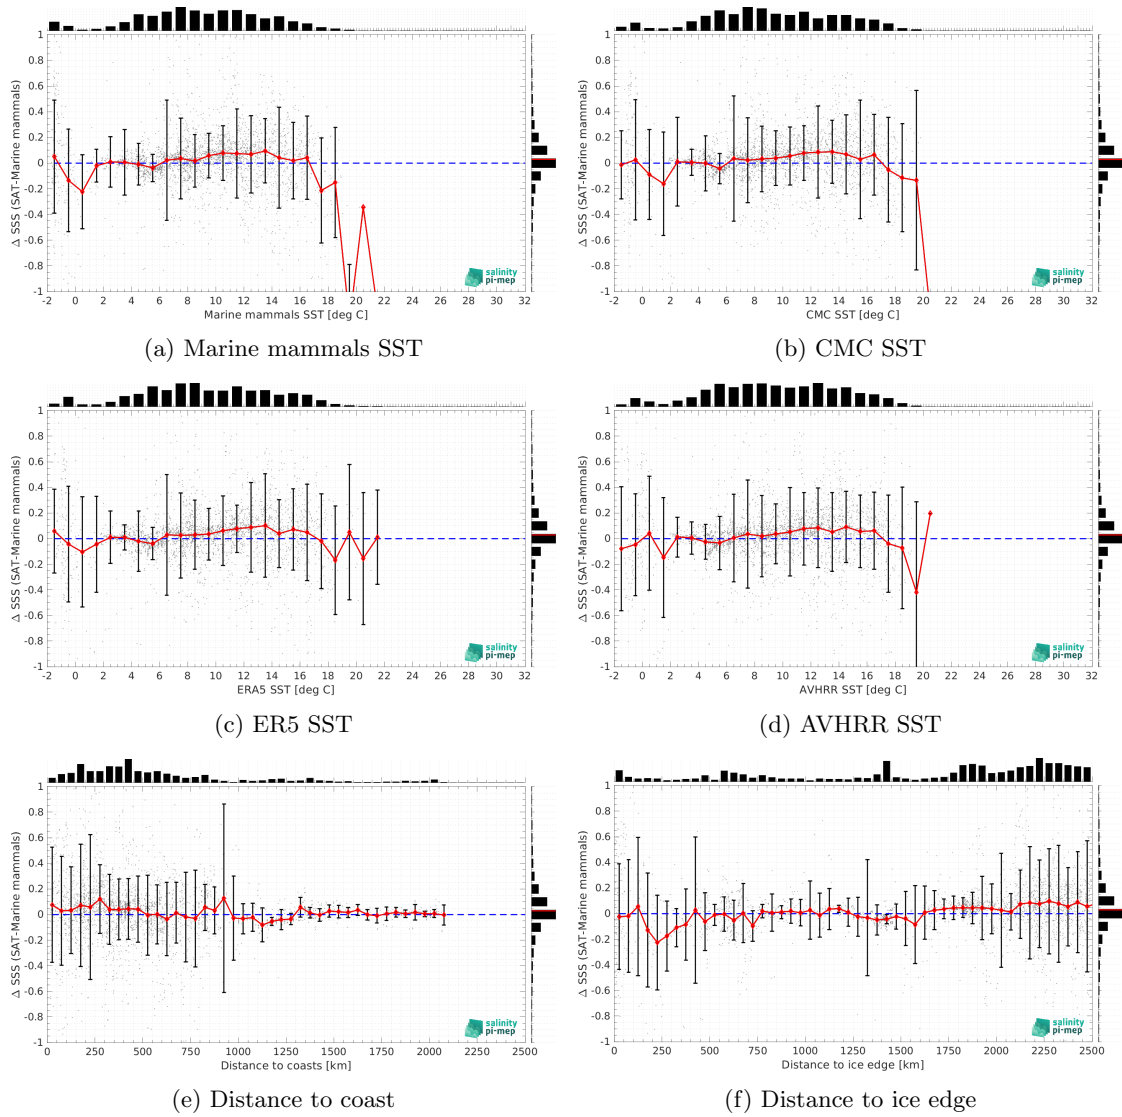 1
0.8
0.6
0.4
0.2
0
-0.2
-0.4
-0.6
-0.8
-1
Δ SSS (SAT-Marine mammals)
salinity
pi-mep
-2 0 2 4 6 8 10 12 14 16 18 20 22 24 26 28 30 32
Marine mammals SST [deg C]
(a) Marine mammals SST
1
0.8
0.6
0.4
0.2
0
-0.2
-0.4
-0.6
-0.8
-1
Δ SSS (SAT-Marine mammals)
salinity
pi-mep
-2 0 2 4 6 8 10 12 14 16 18 20 22 24 26 28 30 32
CMC SST [deg C]
(b) CMC SST
1
0.8
0.6
0.4
0.2
0
-0.2
-0.4
-0.6
-0.8
-1
Δ SSS (SAT-Marine mammals)
salinity
pi-mep
-2 0 2 4 6 8 10 12 14 16 18 20 22 24 26 28 30 32
ERA5 SST [deg C]
(c) ER5 SST
1
0.8
0.6
0.4
0.2
0
-0.2
-0.4
-0.6
-0.8
-1
Δ SSS (SAT-Marine mammals)
salinity
pi-mep
-2 0 2 4 6 8 10 12 14 16 18 20 22 24 26 28 30 32
AVHRR SST [deg C]
(d) AVHRR SST
1
0.8
0.6
0.4
0.2
0
-0.2
-0.4
-0.6
-0.8
-1
Δ SSS (SAT-Marine mammals)
salinity
pi-mep
0 250 500 750 1000 1250 1500 1750 2000 2250 2500
Distance to coasts [km]
(e) Distance to coast
1
0.8
0.6
0.4
0.2
0
-0.2
-0.4
-0.6
-0.8
-1
Δ SSS (SAT-Marine mammals)
salinity
pi-mep
0 250 500 750 1000 1250 1500 1750 2000 2250 2500
Distance to ice edge [km]
(f) Distance to ice edge